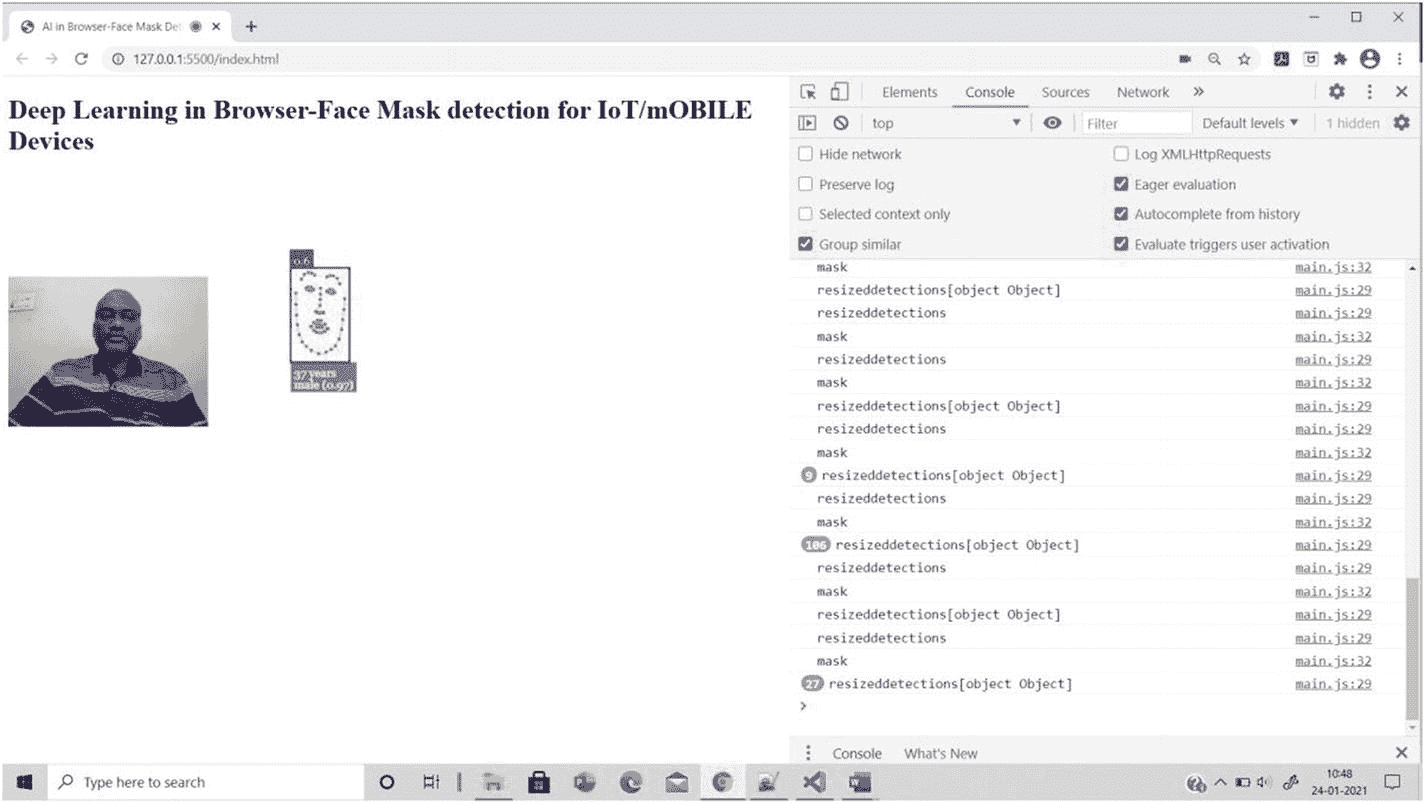 AI in Browser-Face Mask Det
127.0.0.1:5500/index.html
Deep Learning in Browser-Face Mask detection for IoT/mOBILE
Devices
0.6
37 years
male (0.97)
Elements Console Sources Network »
top Filter Default levels 1 hidden
Hide network Log XMLHttpRequests
Preserve log Eager evaluation
Selected context only Autocomplete from history
Group similar Evaluate triggers user activation
mask main.js:32
resizeddetections[object Object] main.js:29
resizeddetections main.js:29
mask main.js:32
resizeddetections main.js:29
mask main.js:32
resizeddetections[object Object] main.js:29
resizeddetections main.js:29
mask main.js:32
9 resizeddetections[object Object] main.js:29
resizeddetections main.js:29
mask main.js:32
106 resizeddetections[object Object] main.js:29
resizeddetections main.js:29
mask main.js:32
resizeddetections[object Object] main.js:29
resizeddetections main.js:29
mask main.js:32
27 resizeddetections[object Object] main.js:29
Console What's New
Type here to search
10:48
24-01-2021